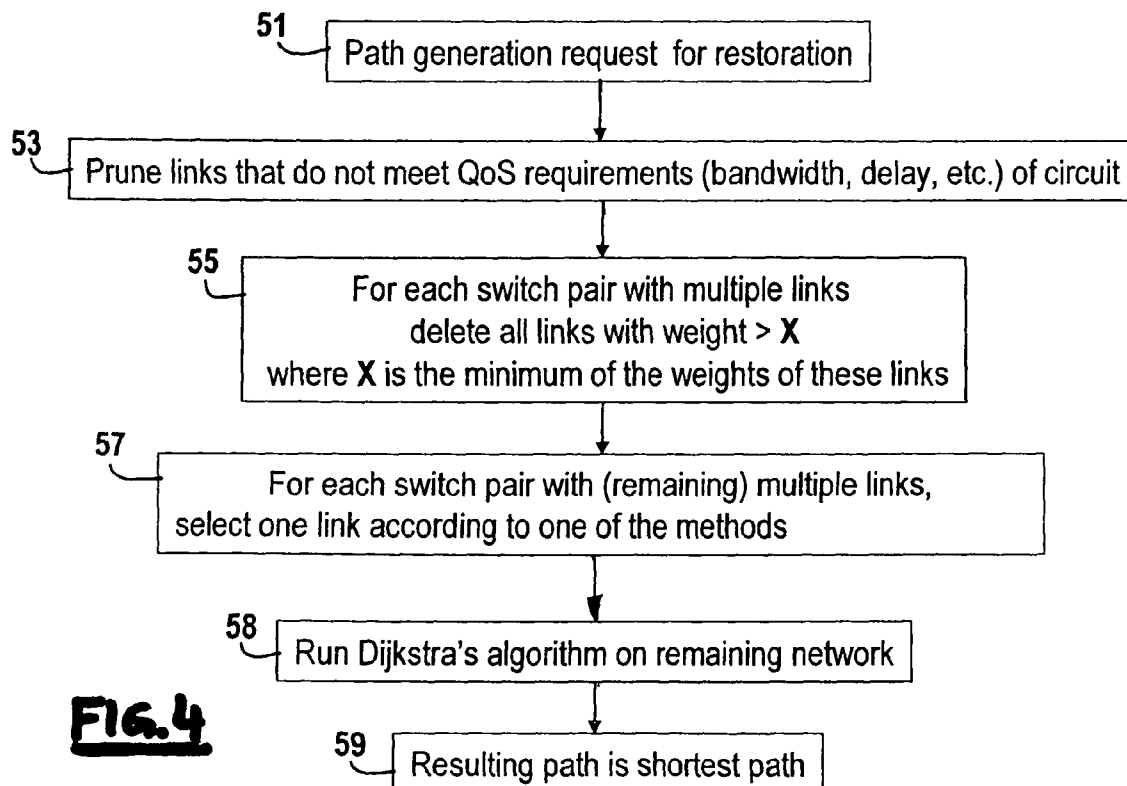 51
Path generation request for restoration
53
Prune links that do not meet QoS requirements (bandwidth, delay, etc.) of circuit
55
For each switch pair with multiple links
delete all links with weight > X
where X is the minimum of the weights of these links
57
For each switch pair with (remaining) multiple links,
select one link according to one of the methods
58
Run Dijkstra's algorithm on remaining network
FIG. 4
59
Resulting path is shortest path